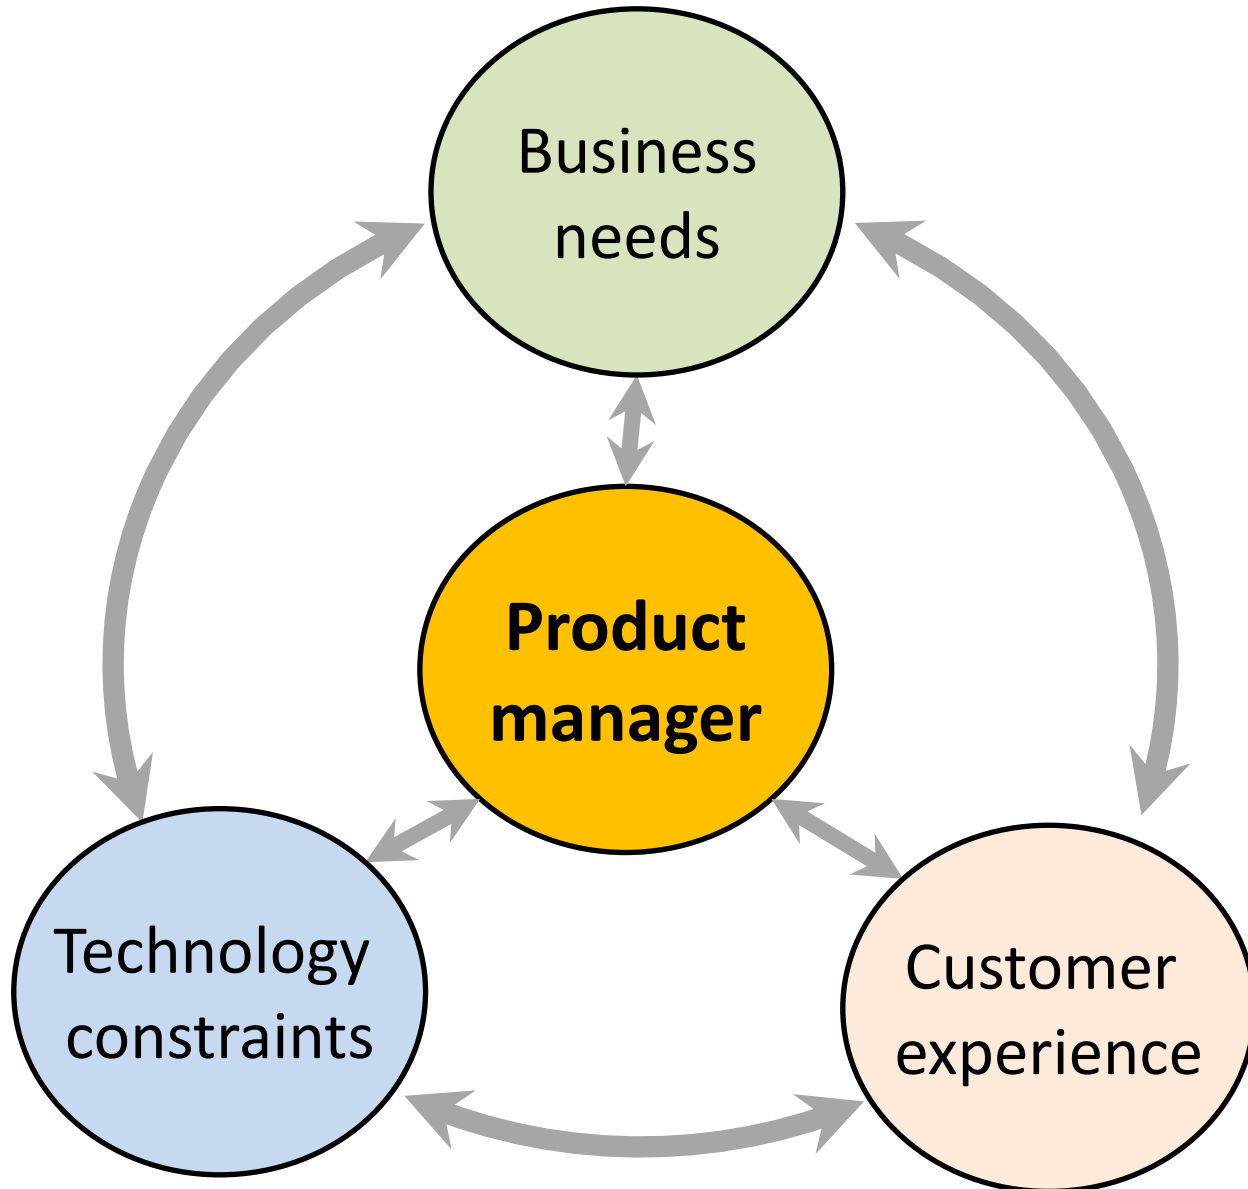 Business
needs
Product
manager
Technology
constraints
Customer
experience